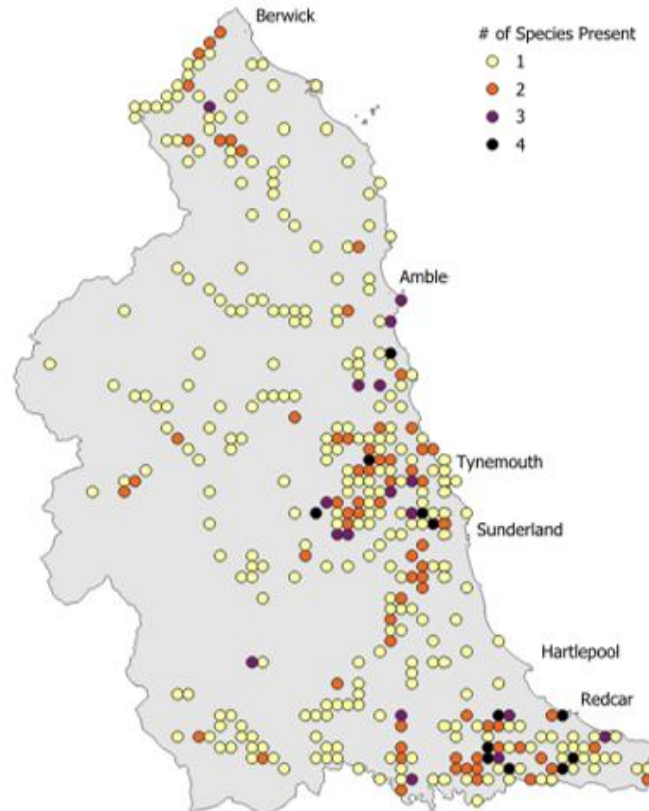 Berwick
# of Species Present
1
2
3
4
Amble
Tynemouth
Sunderland
Hartlepool
Redcar